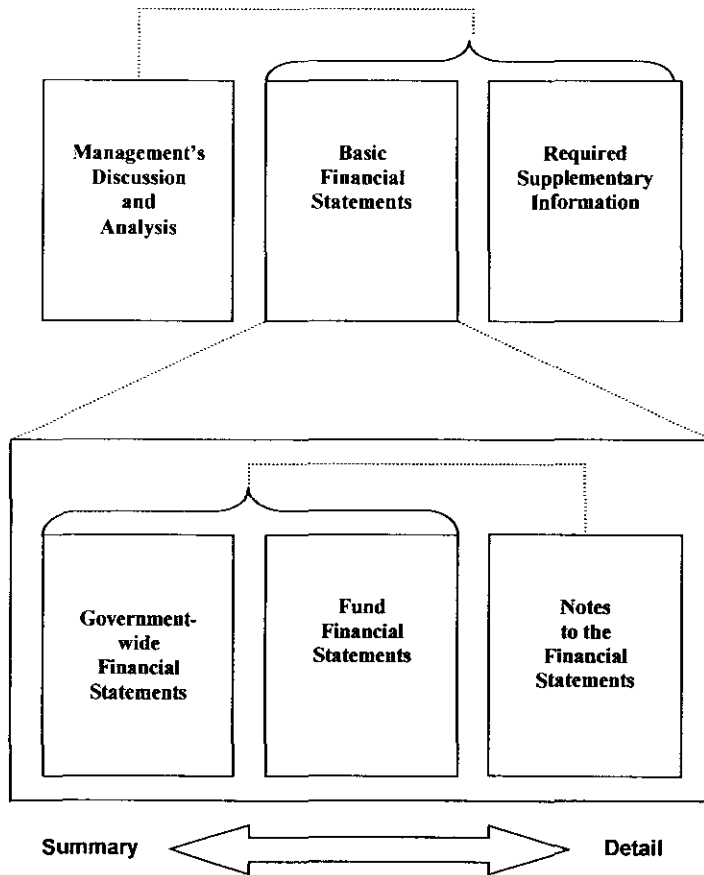 Management's
Discussion
and
Analysis
Basic
Financial
Statements
Required
Supplementary
Information
Government-
wide
Financial
Statements
Fund
Financial
Statements
Notes
to the
Financial
Statements
Summary
Detail